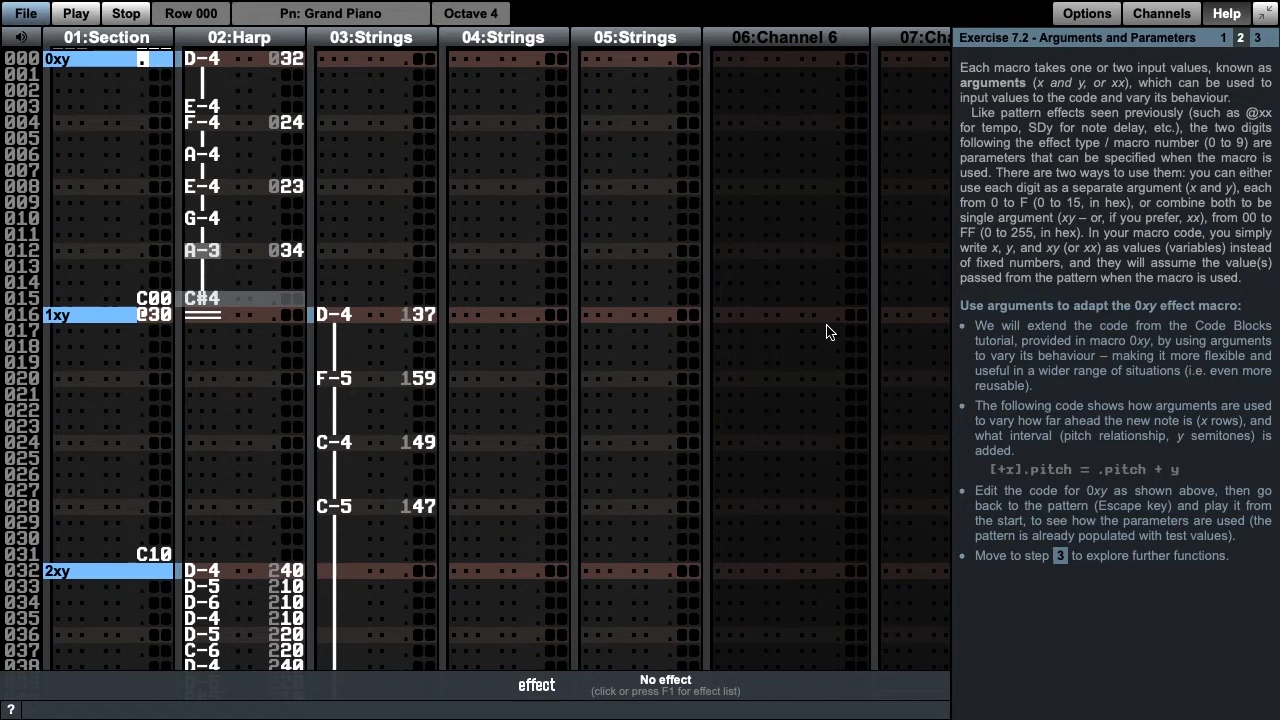 File Play Stop Row 000 Pn: Grand Piano Octave 4 Options Channels Help
01:Section 02:Harp 03:Strings 04:Strings 05:Strings 06:Channel 6 07:Cha
000 0xy . D-4 032
001
002
003 E-4
004 F-4 024
005
006 A-4
007
008 E-4 023
009
010 G-4
011
012 A-3 034
013
014
015 C00 C#4
016 1xy @30 D-4 137
017
018
019
020 F-5 159
021
022
023
024 C-4 149
025
026
027
028 C-5 147
029
030
031 C10
032 2xy D-4 240
033 D-5 210
034 D-6 210
035 D-4 210
036 D-5 220
037 C-6 220
038 D-4 240
effect
No effect
(click or press F1 for effect list)
?
Exercise 7.2 - Arguments and Parameters 1 2 3
Each macro takes one or two input values, known as
arguments (x and y, or xx), which can be used to
input values to the code and vary its behaviour.
Like pattern effects seen previously (such as @xx
for tempo, SDy for note delay, etc.), the two digits
following the effect type / macro number (0 to 9) are
parameters that can be specified when the macro is
used. There are two ways to use them: you can either
use each digit as a separate argument (x and y), each
from 0 to F (0 to 15, in hex), or combine both to be
single argument (xy – or, if you prefer, xx), from 00 to
FF (0 to 255, in hex). In your macro code, you simply
write x, y, and xy (or xx) as values (variables) instead
of fixed numbers, and they will assume the value(s)
passed from the pattern when the macro is used.
Use arguments to adapt the 0xy effect macro:
• We will extend the code from the Code Blocks
tutorial, provided in macro 0xy, by using arguments
to vary its behaviour – making it more flexible and
useful in a wider range of situations (i.e. even more
reusable).
• The following code shows how arguments are used
to vary how far ahead the new note is (x rows), and
what interval (pitch relationship, y semitones) is
added.
[+x].pitch = .pitch + y
• Edit the code for 0xy as shown above, then go
back to the pattern (Escape key) and play it from
the start, to see how the parameters are used (the
pattern is already populated with test values).
• Move to step 3 to explore further functions.